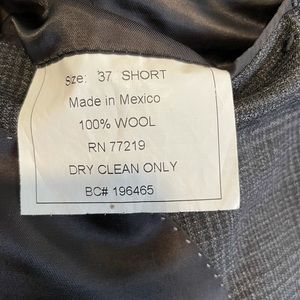 Size: 37 SHORT
Made in Mexico
100% WOOL
RN 77219
DRY CLEAN ONLY
BC# 196465